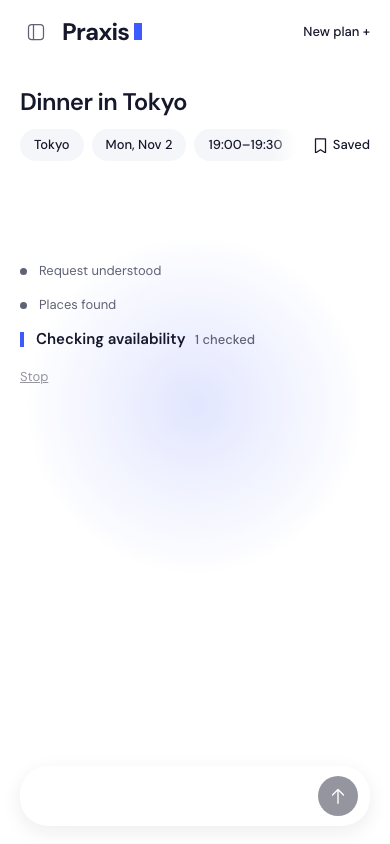 Praxis
New plan +
Dinner in Tokyo
Tokyo Mon, Nov 2 19:00–19:30 Saved
Request understood
Places found
Checking availability 1 checked
Stop